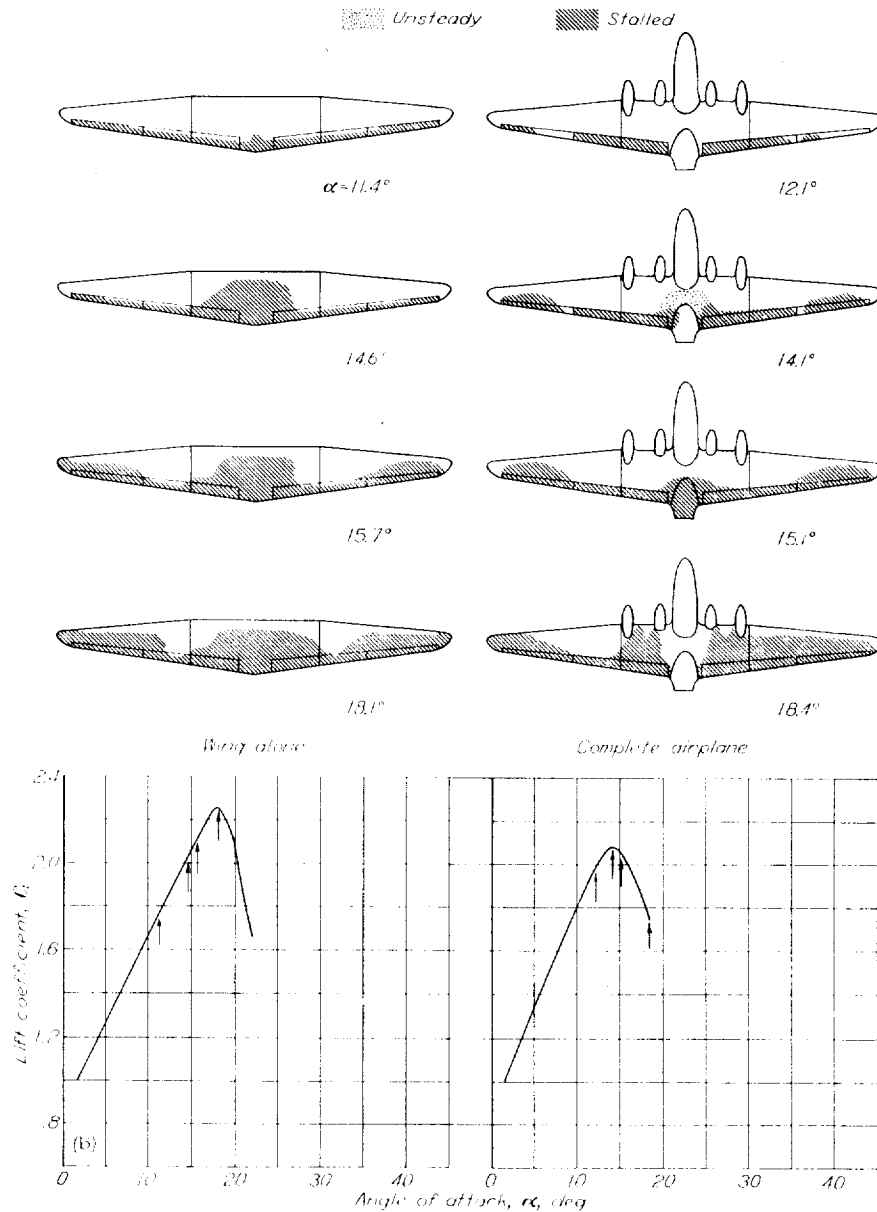 Unsteady Stalled
α=11.4° 12.1°
14.6° 14.1°
15.7° 15.1°
18.1° 18.4°
Wing alone Complete airplane
2.4
2.0
1.6
1.2
.8
Lift coefficient, C_L
(b)
0 10 20 30 40 0 10 20 30 40
Angle of attack, α, deg